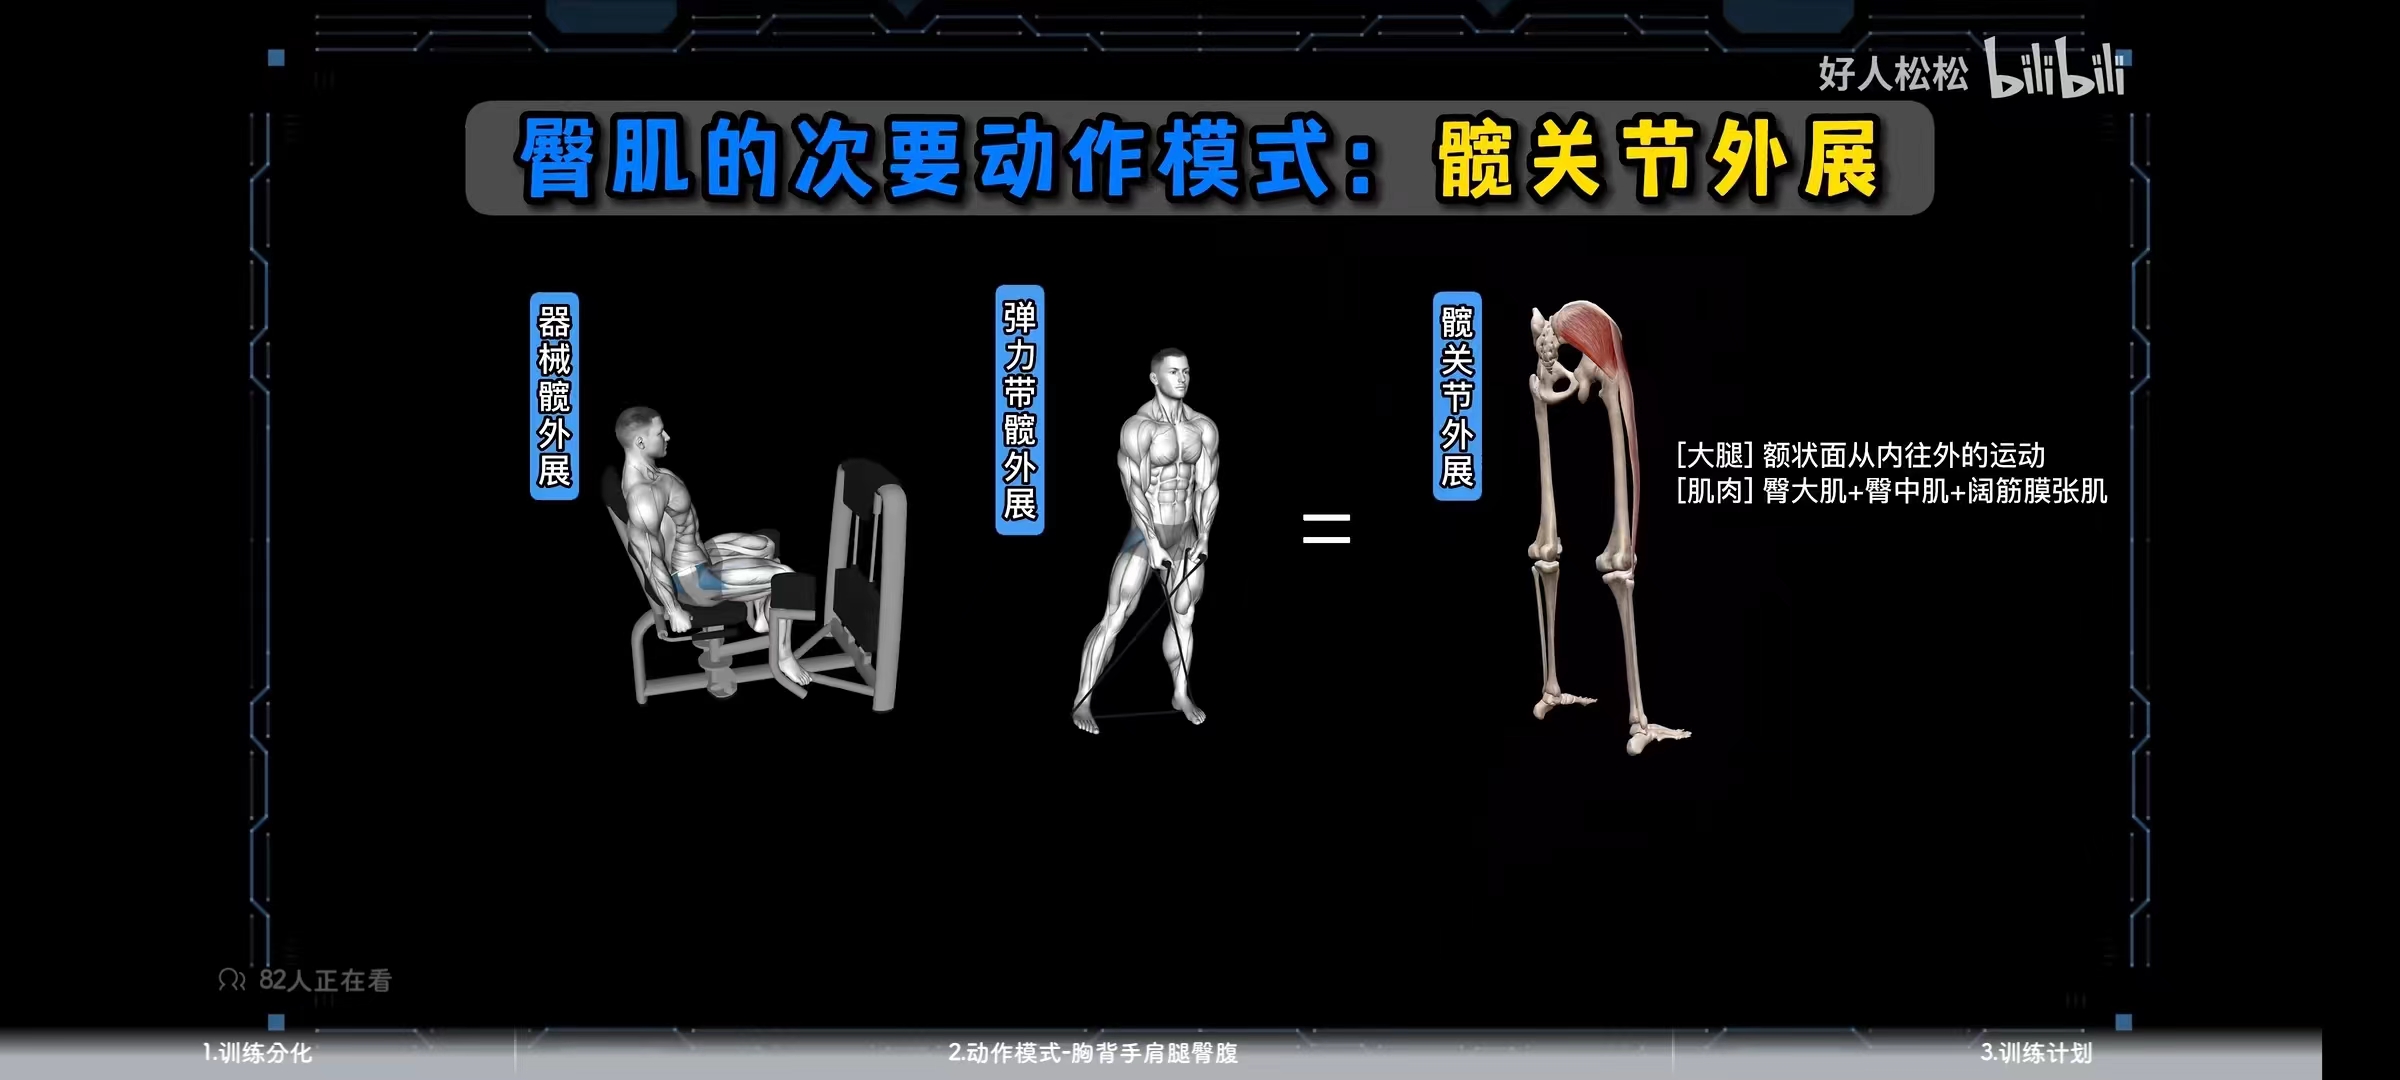 好人松松 bilibili
臀肌的次要动作模式：髋关节外展
器械髋外展
弹力带髋外展
=
髋关节外展
[大腿] 额状面从内往外的运动
[肌肉] 臀大肌+臀中肌+阔筋膜张肌
82人正在看
1.训练分化
2.动作模式-胸背手肩腿臀腹
3.训练计划